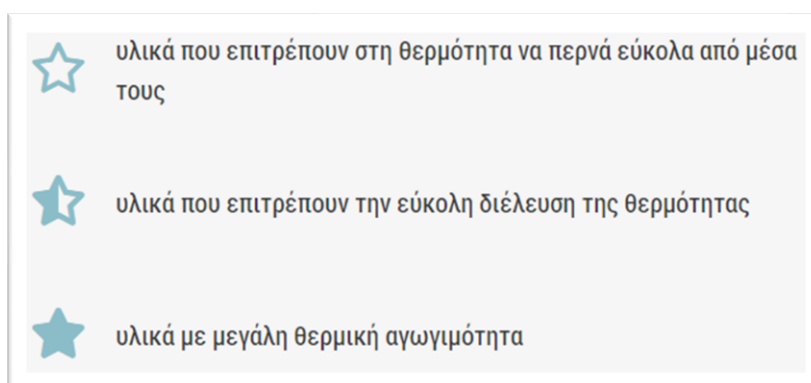 υλικά που επιτρέπουν στη θερμότητα να περνά εύκολα από μέσα
τους
υλικά που επιτρέπουν την εύκολη διέλευση της θερμότητας
υλικά με μεγάλη θερμική αγωγιμότητα